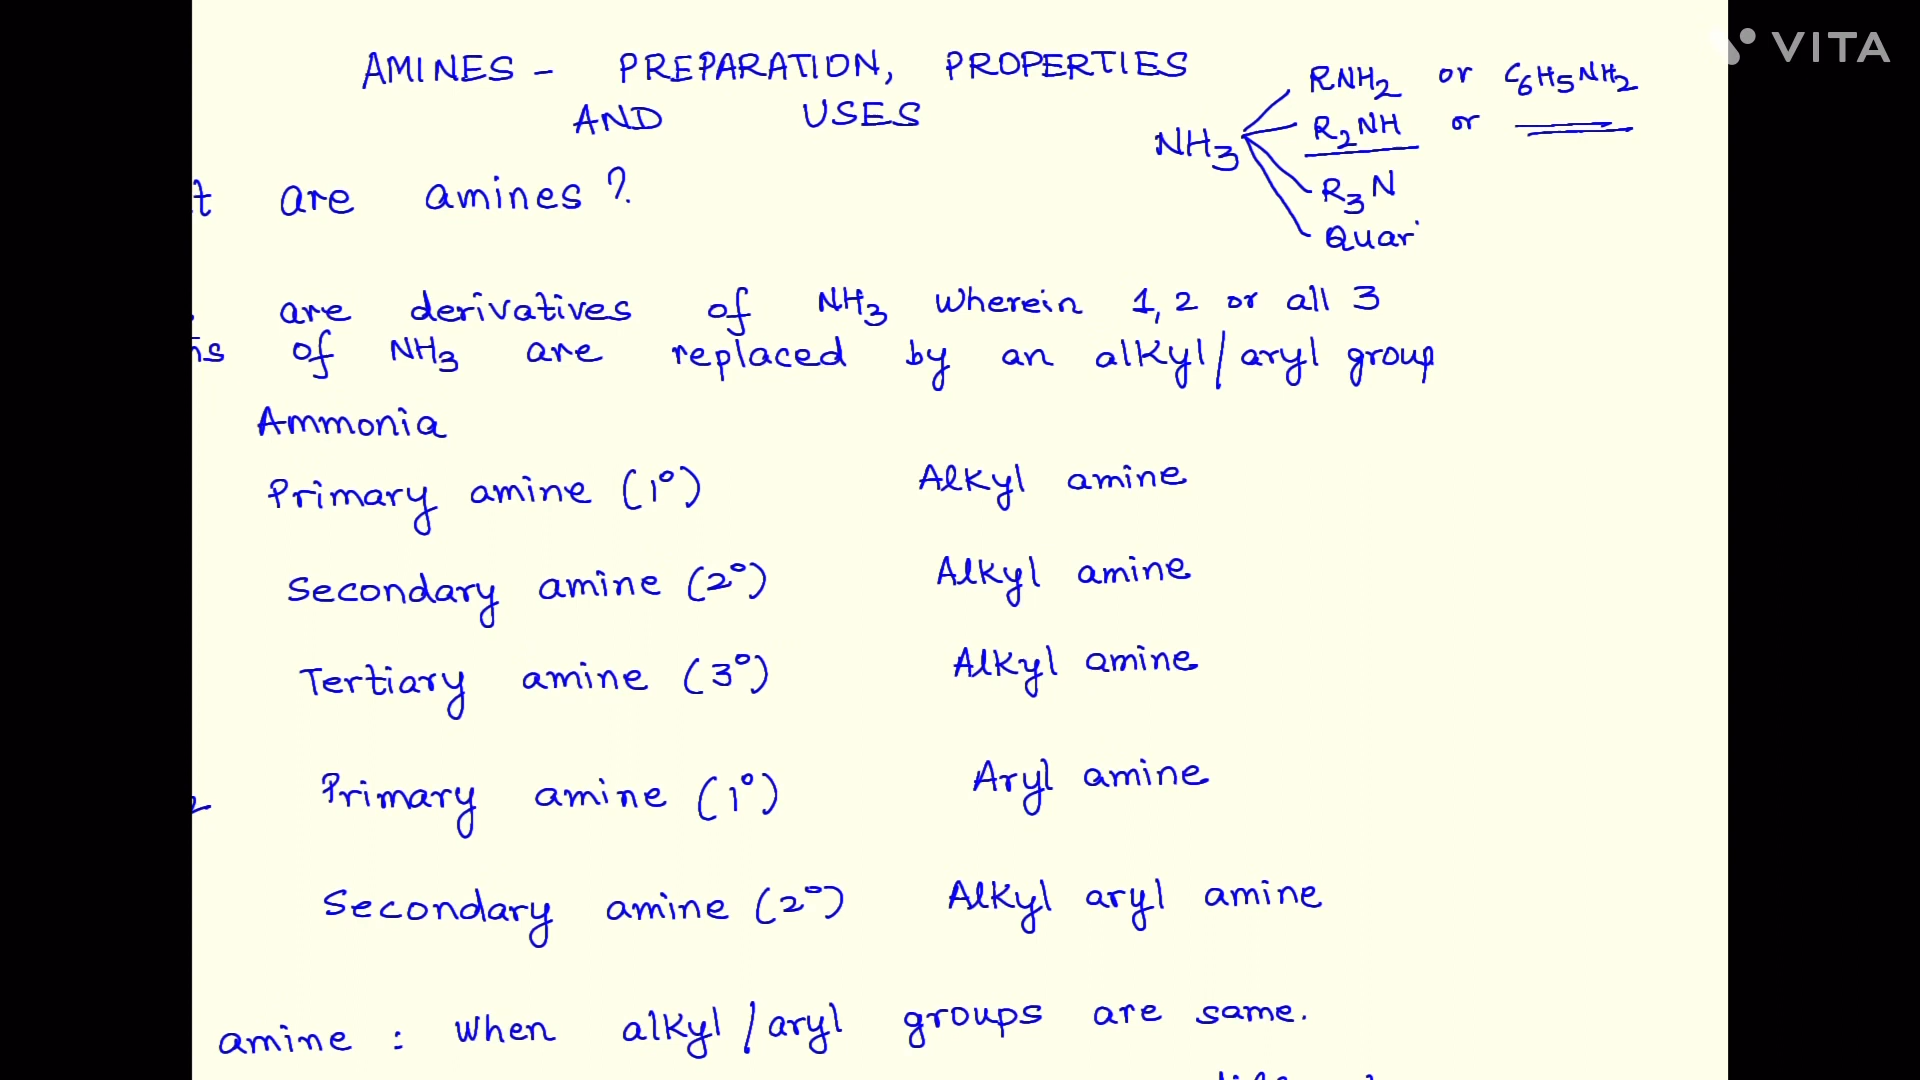 VITA
AMINES - PREPARATION, PROPERTIES
AND USES
NH3
RNH2 or C6H5NH2
R2NH or
R3N
Quar
t are amines?
are derivatives of NH3 wherein 1, 2 or all 3
ns of NH3 are replaced by an alkyl/aryl group
Ammonia
Primary amine (1°) Alkyl amine
Secondary amine (2°) Alkyl amine
Tertiary amine (3°) Alkyl amine
2 Primary amine (1°) Aryl amine
Secondary amine (2°) Alkyl aryl amine
amine : When alkyl/aryl groups are same.